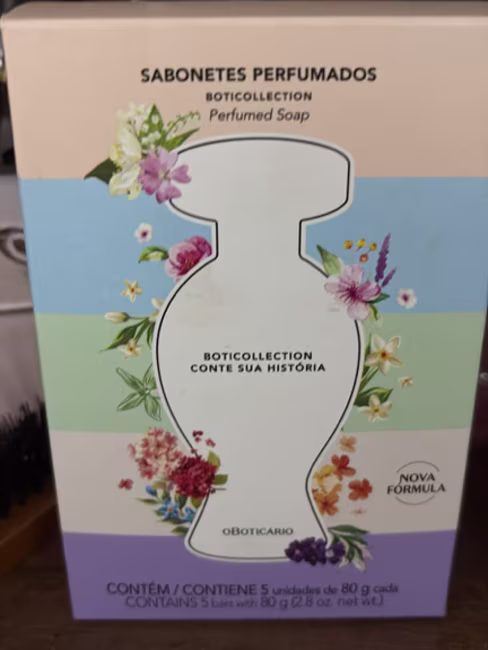 SABONETES PERFUMADOS
BOTICOLLECTION
Perfumed Soap
BOTICOLLECTION
CONTE SUA HISTÓRIA
NOVA
FÓRMULA
oBOTICÁRIO
CONTÉM / CONTIENE 5 unidades de 80 g cada
CONTAINS 5 bars with 80 g (2.8 oz. net wt.)